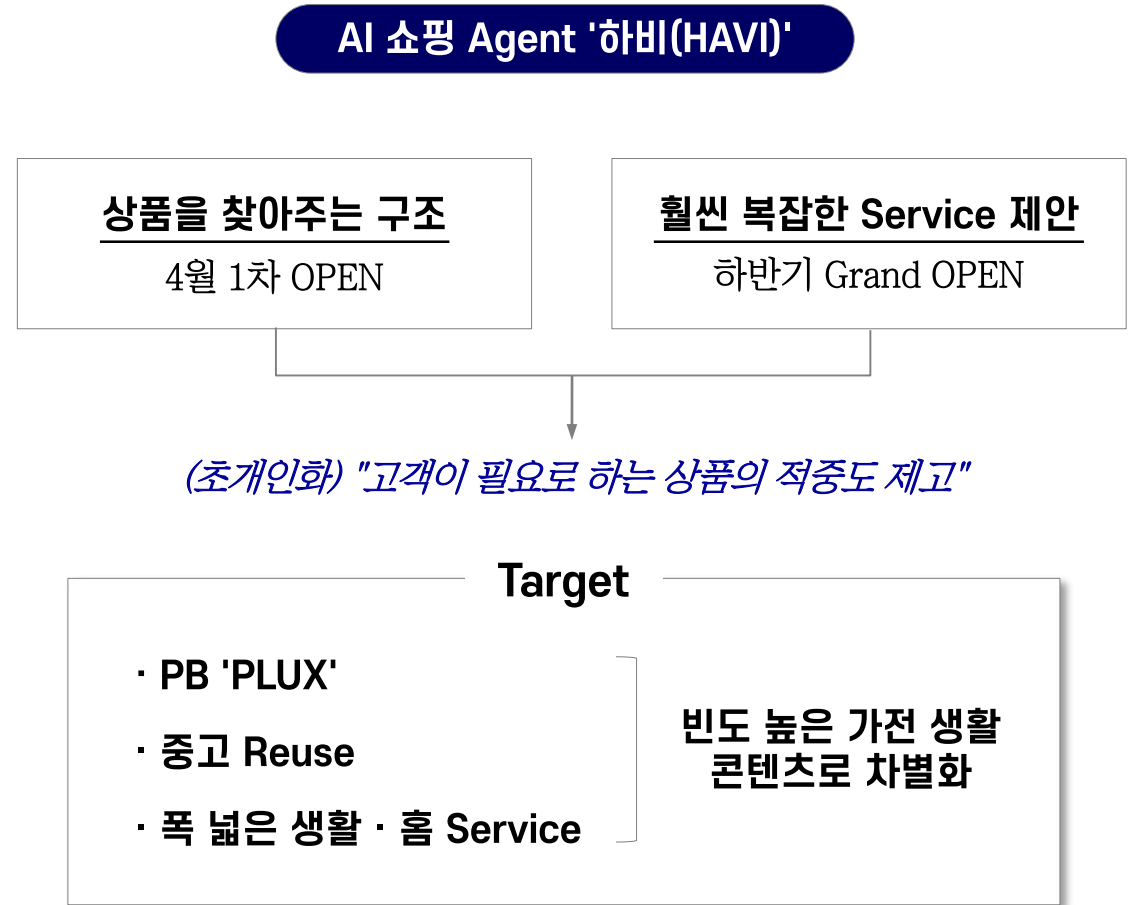 AI 쇼핑 Agent '하비(HAVI)'
상품을 찾아주는 구조
4월 1차 OPEN
훨씬 복잡한 Service 제안
하반기 Grand OPEN
(초개인화) "고객이 필요로 하는 상품의 적중도 제고"
Target
· PB 'PLUX'
· 중고 Reuse
· 폭 넓은 생활 · 홈 Service
빈도 높은 가전 생활
콘텐츠로 차별화